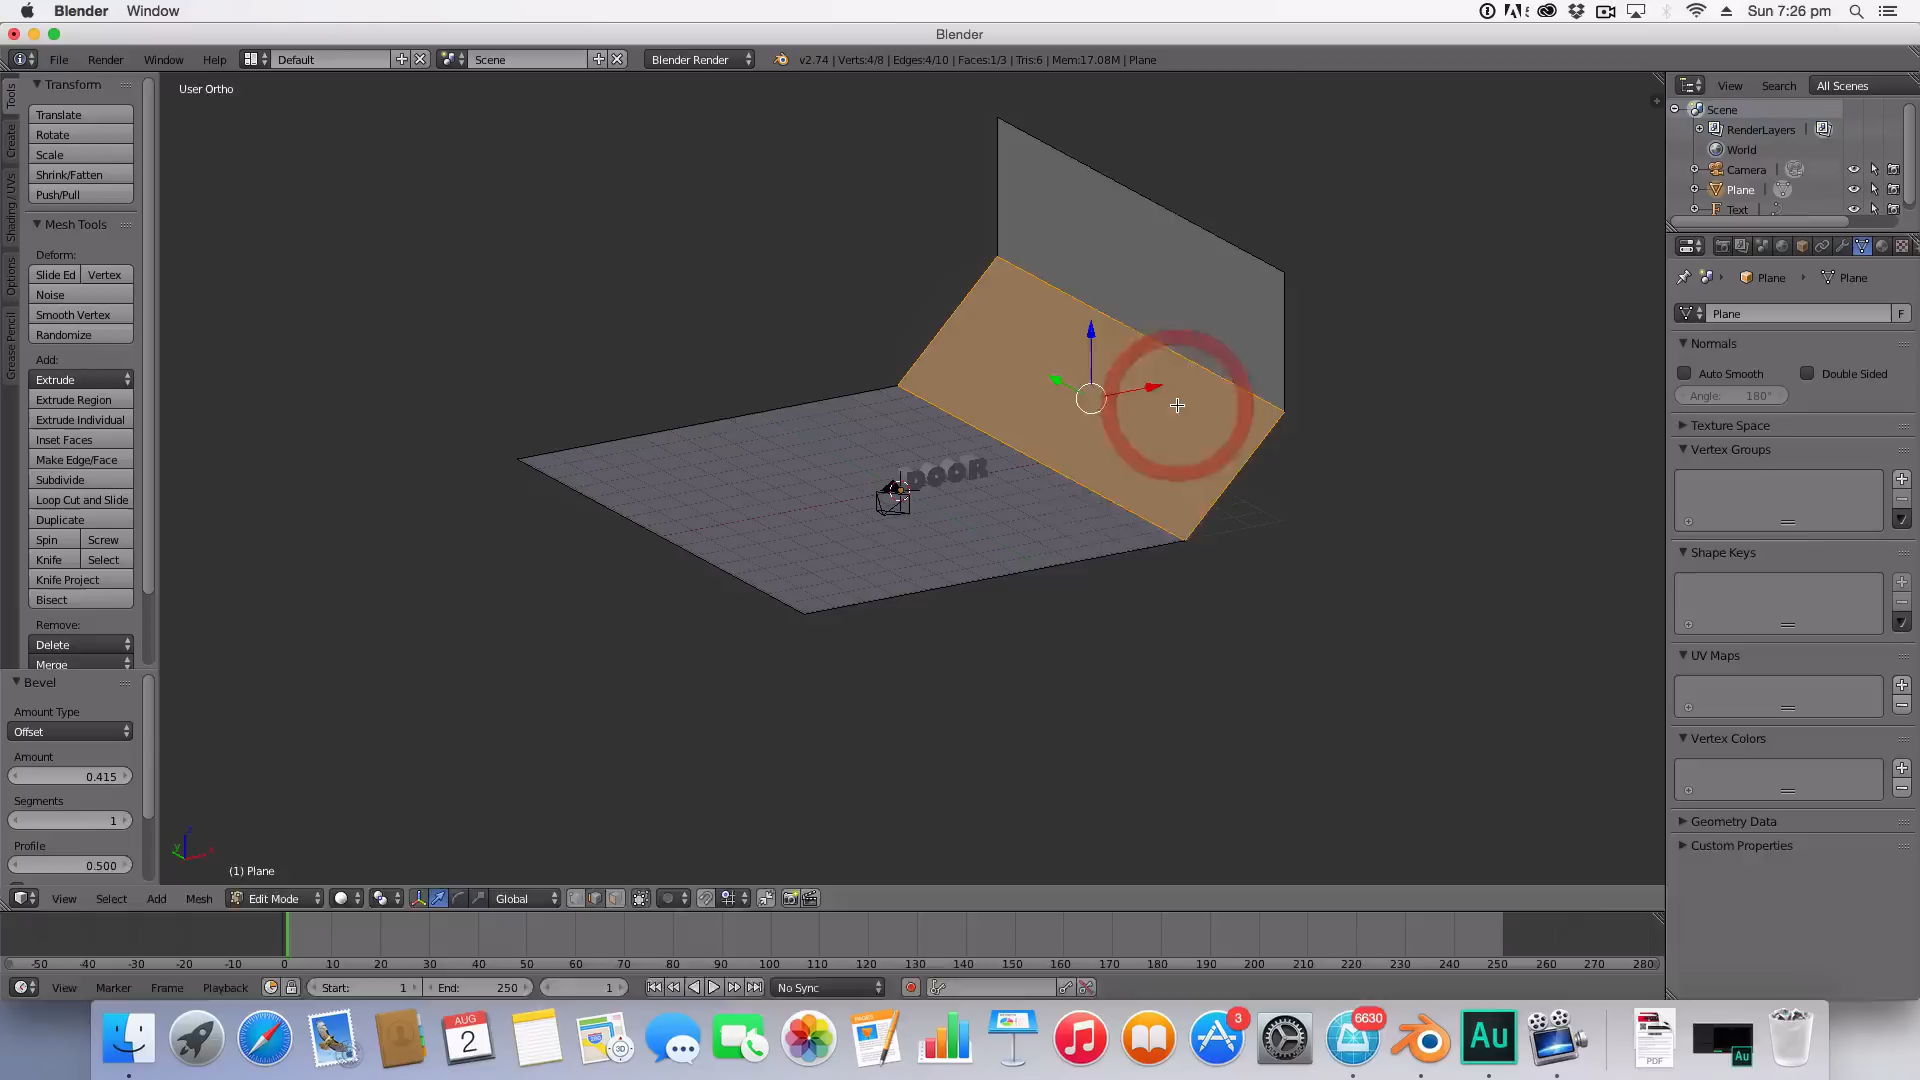 Blender Window
Sun 7:26 pm
Blender
File Render Window Help Default Scene Blender Render v2.74 | Verts:4/8 | Edges:4/10 | Faces:1/3 | Tris:6 | Mem:17.08M | Plane
Tools
Create
Shading / UVs
Options
Grease Pencil
Transform
Translate
Rotate
Scale
Shrink/Fatten
Push/Pull
Mesh Tools
Deform:
Slide Ed Vertex
Noise
Smooth Vertex
Randomize
Add:
Extrude
Extrude Region
Extrude Individual
Inset Faces
Make Edge/Face
Subdivide
Loop Cut and Slide
Duplicate
Spin Screw
Knife Select
Knife Project
Bisect
Remove:
Delete
Merge
Bevel
Amount Type
Offset
Amount
0.415
Segments
1
Profile
0.500
User Ortho
DOOR
z
y
x
(1) Plane
View Select Add Mesh Edit Mode Global
View Search All Scenes
Scene
RenderLayers
World
Camera
Plane
Text
Plane Plane
Plane F
Normals
Auto Smooth Double Sided
Angle: 180°
Texture Space
Vertex Groups
Shape Keys
UV Maps
Vertex Colors
Geometry Data
Custom Properties
-50 -40 -30 -20 -10 0 10 20 30 40 50 60 70 80 90 100 110 120 130 140 150 160 170 180 190 200 210 220 230 240 250 260 270 280
View Marker Frame Playback Start: 1 End: 250 1 No Sync
AUG
2
3
6630
Au
PDF
Au